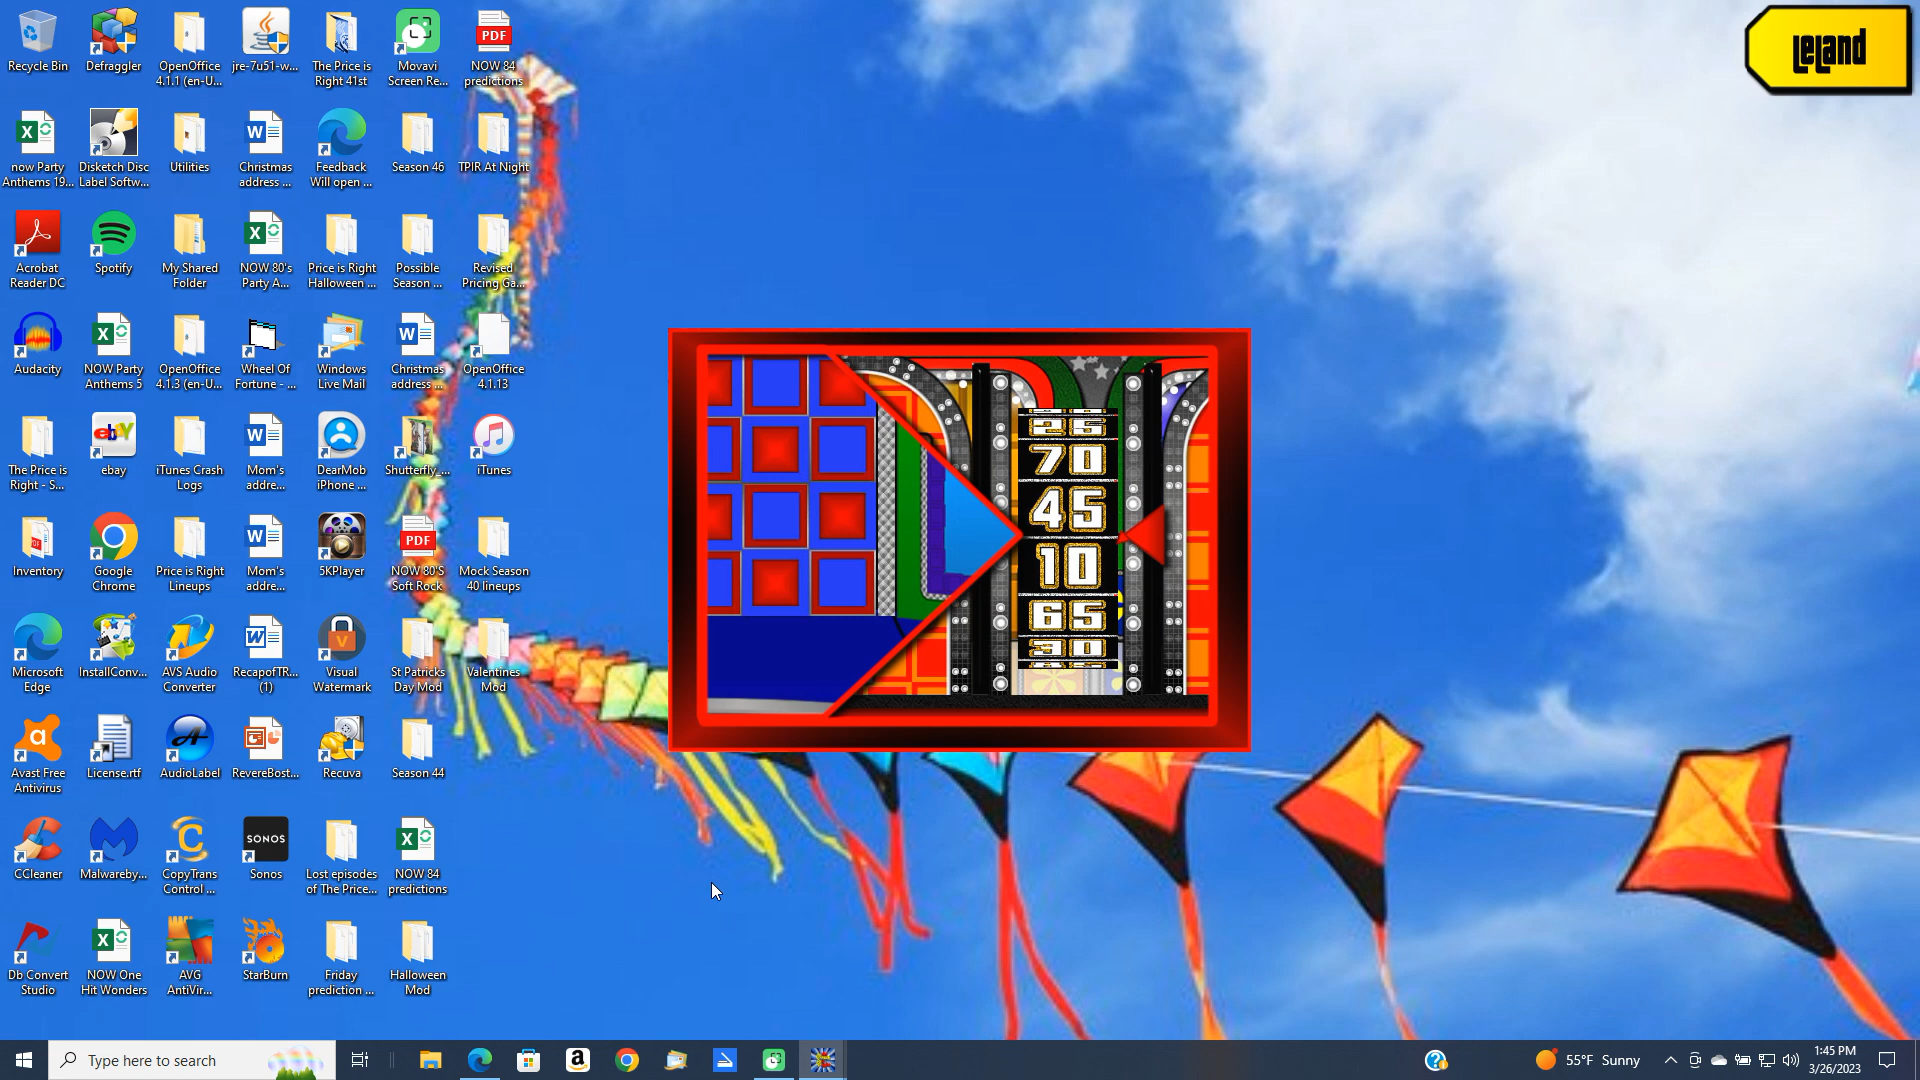 Leland
Recycle Bin
Defraggler
OpenOffice
4.1.1 (en-U...
jre-7u51-w...
The Price is
Right 41st
Movavi
Screen Re...
PDF
NOW 84
predictions
now Party
Anthems 19...
Disketch Disc
Label Softw...
Utilities
Christmas
address ...
Feedback
Will open ...
Season 46
TPIR At Night
Acrobat
Reader DC
Spotify
My Shared
Folder
NOW 80's
Party A...
Price is Right
Halloween ...
Possible
Season ...
Revised
Pricing Ga...
Audacity
NOW Party
Anthems 5
OpenOffice
4.1.3 (en-U...
Wheel Of
Fortune - ...
Windows
Live Mail
Christmas
address ...
OpenOffice
4.1.13
The Price is
Right - S...
ebay
ebay
iTunes Crash
Logs
Mom's
addre...
DearMob
iPhone ...
Shutterfly_...
iTunes
Inventory
Google
Chrome
Price is Right
Lineups
Mom's
addre...
5KPlayer
PDF
NOW 80'S
Soft Rock
Mock Season
40 lineups
Microsoft
Edge
InstallConv...
AVS Audio
Converter
RecapofTR...
(1)
Visual
Watermark
St Patricks
Day Mod
Valentines
Mod
Avast Free
Antivirus
License.rtf
AudioLabel
RevereBost...
Recuva
Season 44
CCleaner
Malwareby...
CopyTrans
Control ...
SONOS
Sonos
Lost episodes
of The Price...
NOW 84
predictions
Db Convert
Studio
NOW One
Hit Wonders
AVG
AntiVir...
StarBurn
Friday
prediction ...
Halloween
Mod
25
70
45
10
65
30
Type here to search
55°F Sunny
1:45 PM
3/26/2023